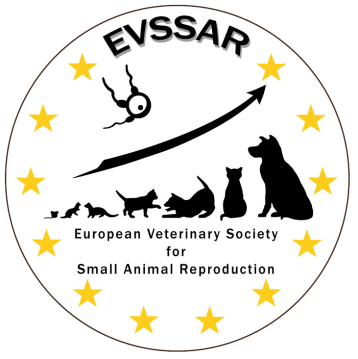 EVSSAR
European Veterinary Society
for
Small Animal Reproduction